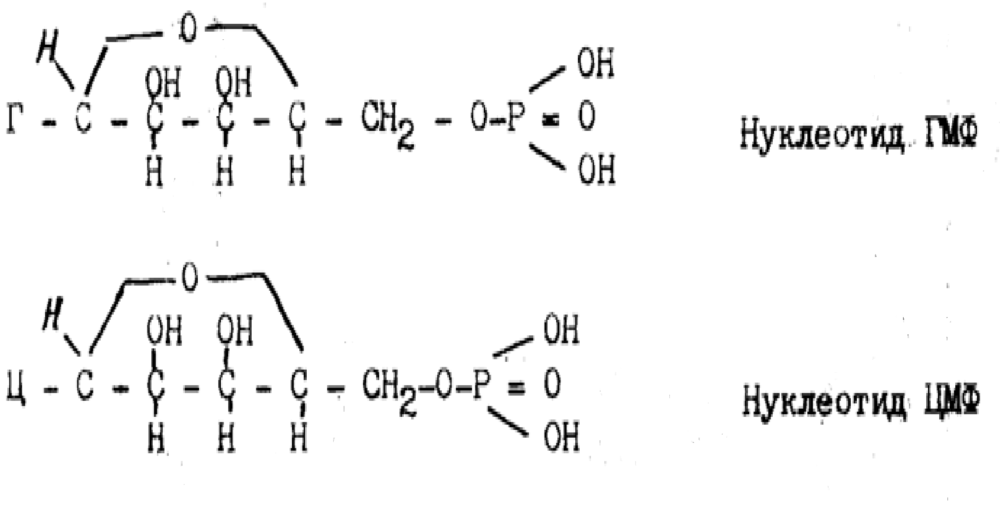 O
H
OH OH OH
Г - C - C - C - C - CH2 - O-P = O Нуклеотид ГМФ
H H H OH
O
H
OH OH OH
Ц - C - C - C - C - CH2-O-P = O Нуклеотид ЦМФ
H H H OH